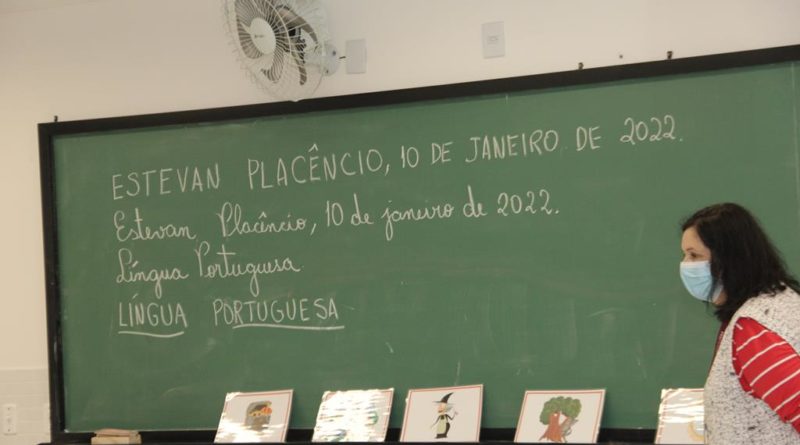 ESTEVAN PLACÊNCIO, 10 DE JANEIRO DE 2022.
Estevan Placêncio, 10 de janeiro de 2022.
Língua Portuguesa
LÍNGUA PORTUGUESA